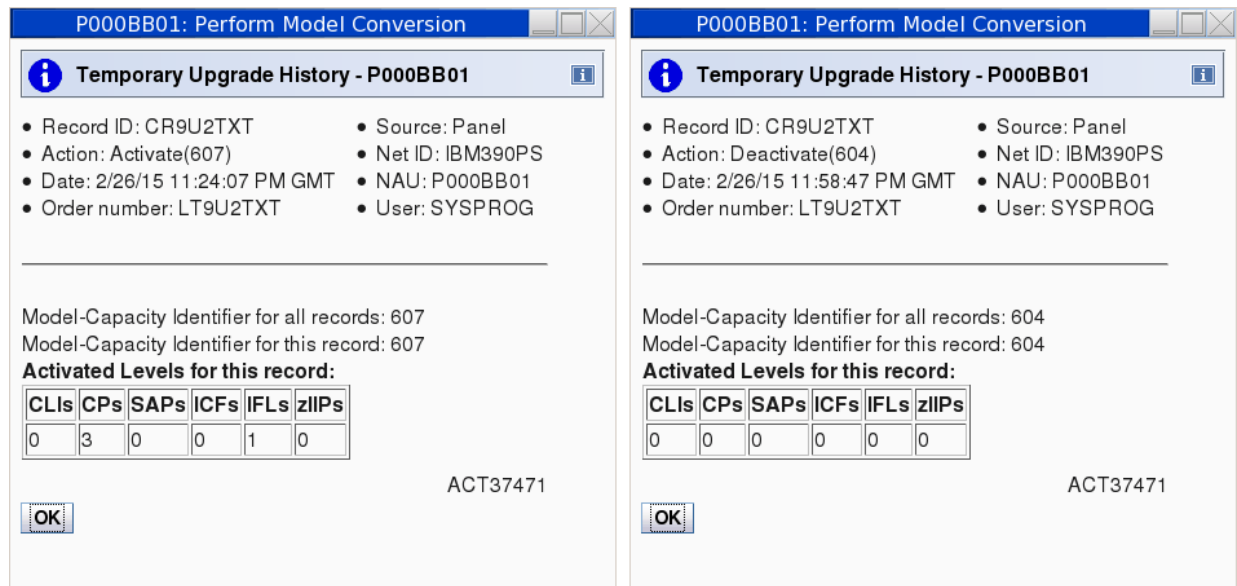 P000BB01: Perform Model Conversion
Temporary Upgrade History - P000BB01
• Record ID: CR9U2TXT
• Action: Activate(607)
• Date: 2/26/15 11:24:07 PM GMT
• Order number: LT9U2TXT
• Source: Panel
• Net ID: IBM390PS
• NAU: P000BB01
• User: SYSPROG
Model-Capacity Identifier for all records: 607
Model-Capacity Identifier for this record: 607
Activated Levels for this record:
CLIs CPs SAPs ICFs IFLs zIIPs
0 3 0 0 1 0
ACT37471
OK
P000BB01: Perform Model Conversion
Temporary Upgrade History - P000BB01
• Record ID: CR9U2TXT
• Action: Deactivate(604)
• Date: 2/26/15 11:58:47 PM GMT
• Order number: LT9U2TXT
• Source: Panel
• Net ID: IBM390PS
• NAU: P000BB01
• User: SYSPROG
Model-Capacity Identifier for all records: 604
Model-Capacity Identifier for this record: 604
Activated Levels for this record:
CLIs CPs SAPs ICFs IFLs zIIPs
0 0 0 0 0 0
ACT37471
OK